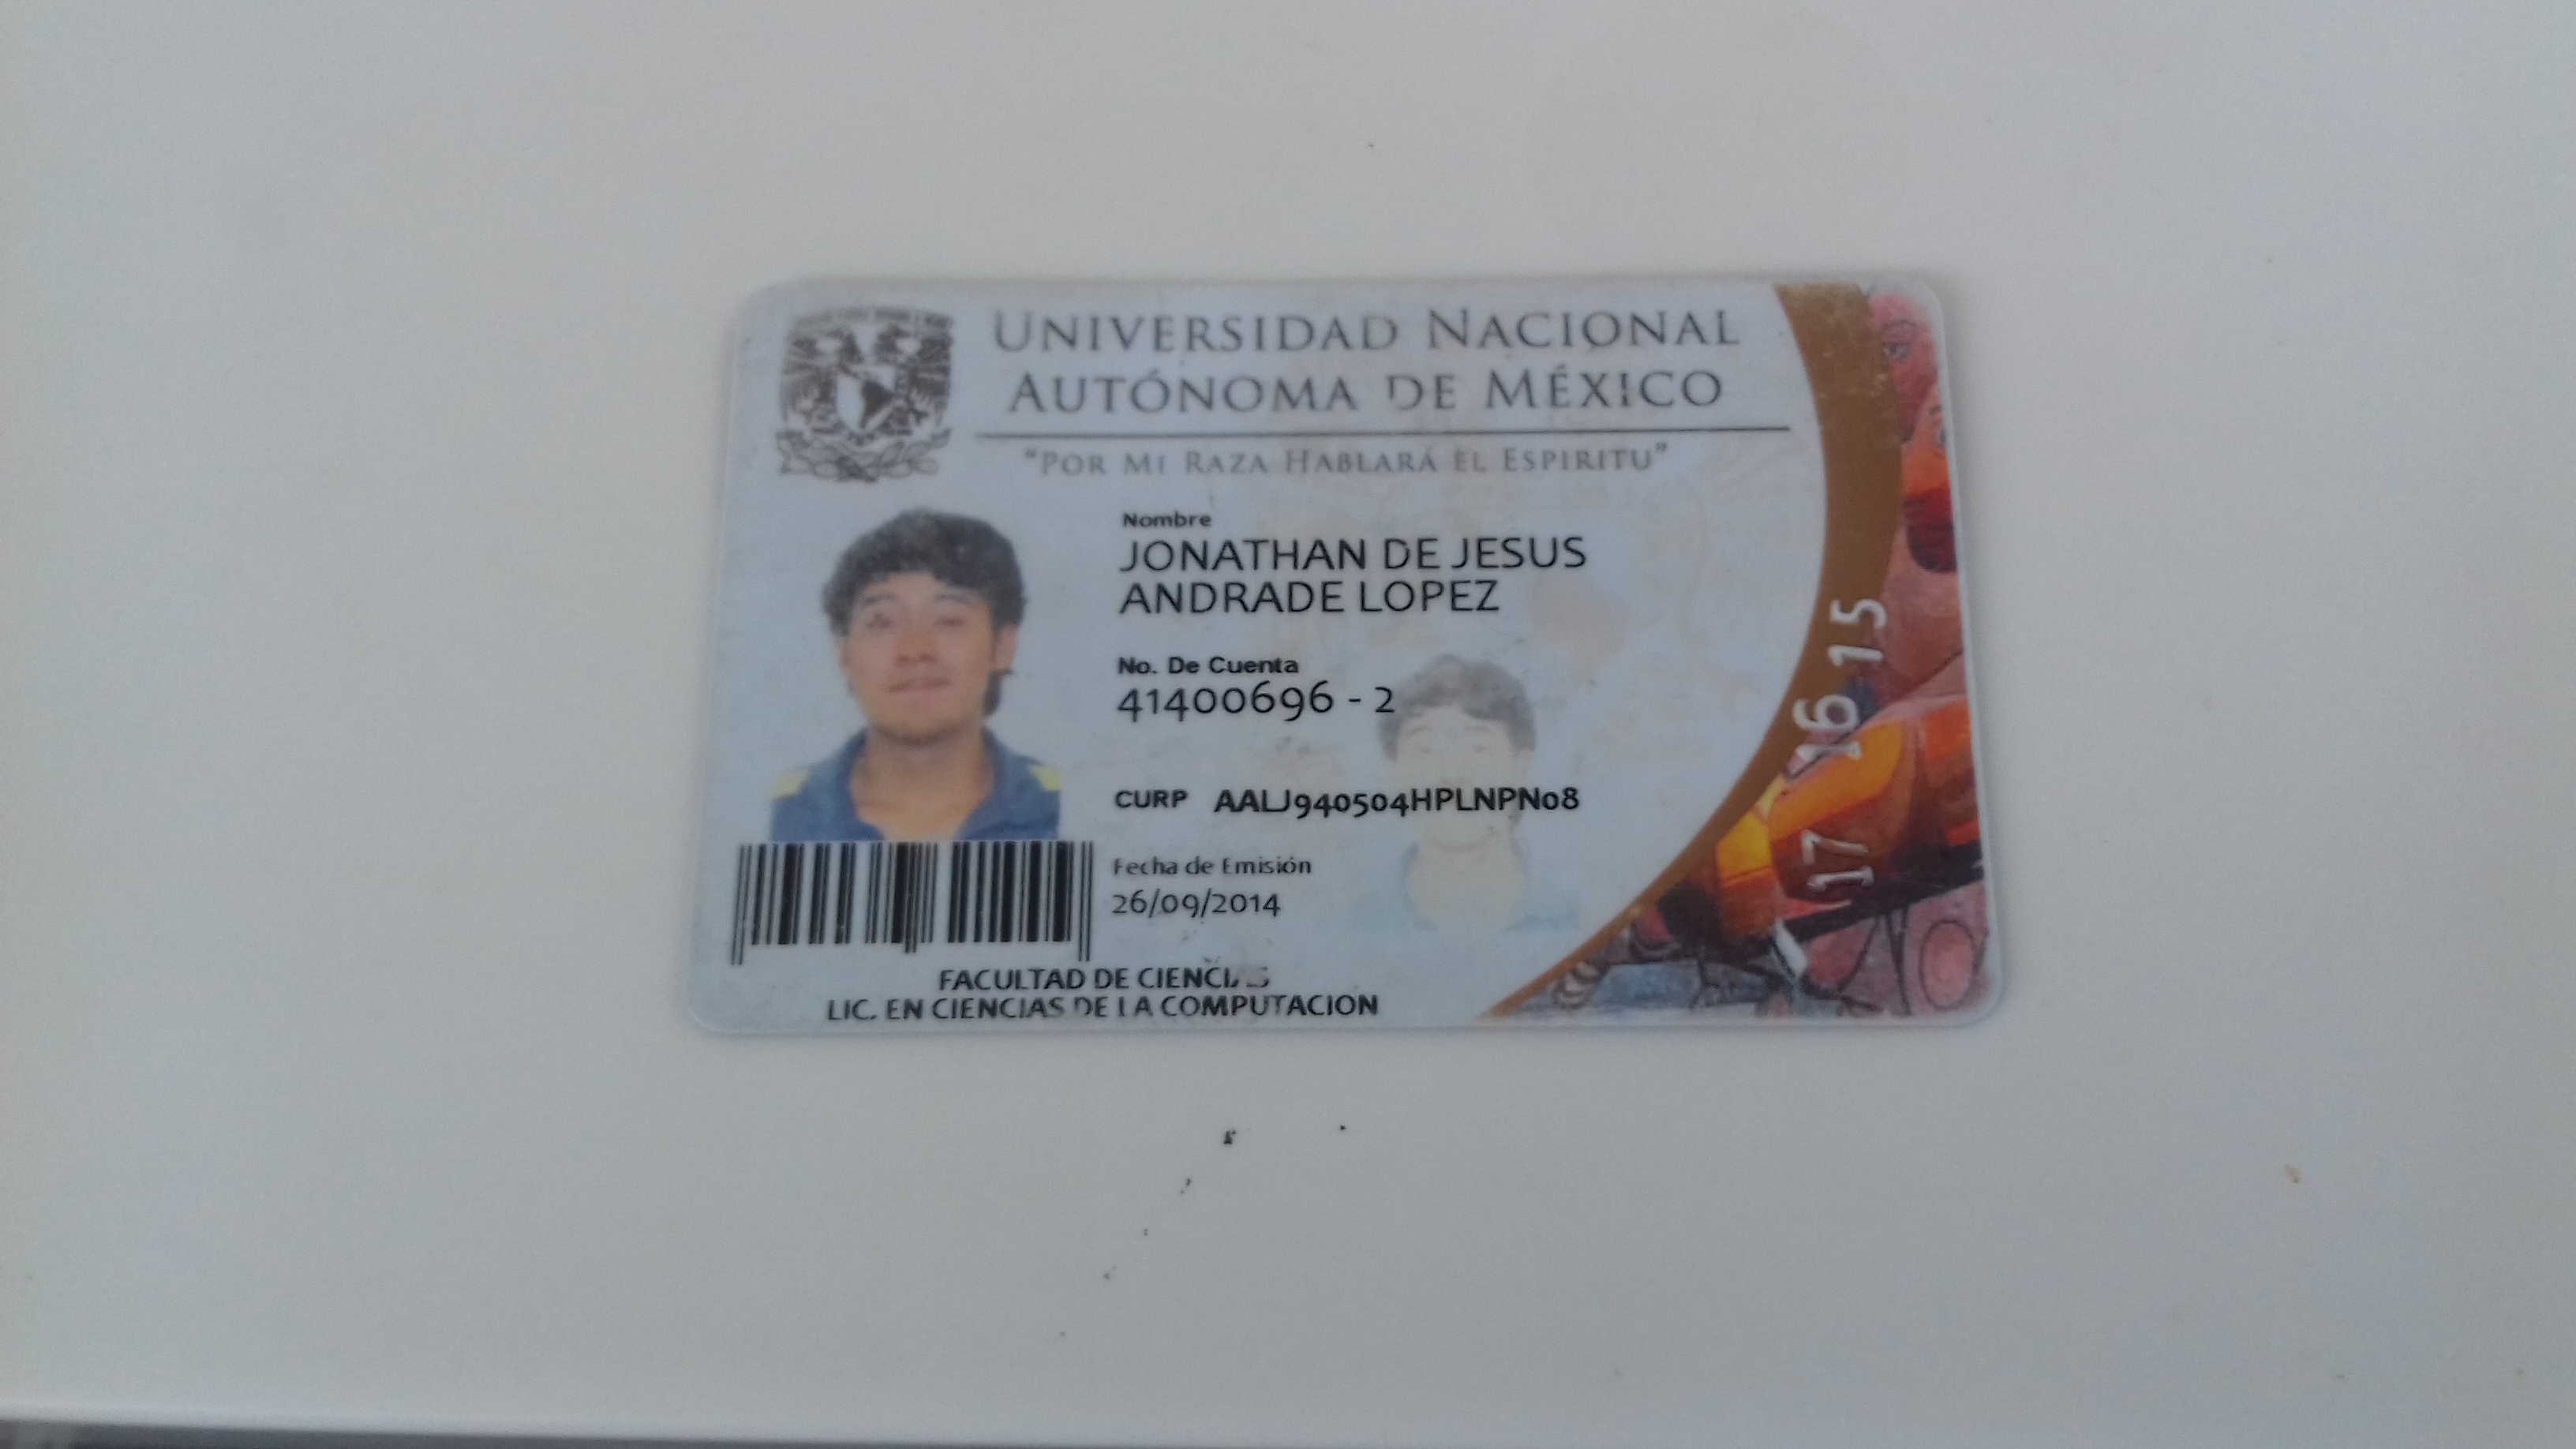 UNIVERSIDAD NACIONAL
AUTÓNOMA DE MÉXICO
"POR MI RAZA HABLARÁ EL ESPIRITU"
Nombre
JONATHAN DE JESUS
ANDRADE LOPEZ
No. De Cuenta
41400696 - 2
CURP AALJ940504HPLNPN08
Fecha de Emisión
26/09/2014
FACULTAD DE CIENCIAS
LIC. EN CIENCIAS DE LA COMPUTACION
15
16
17